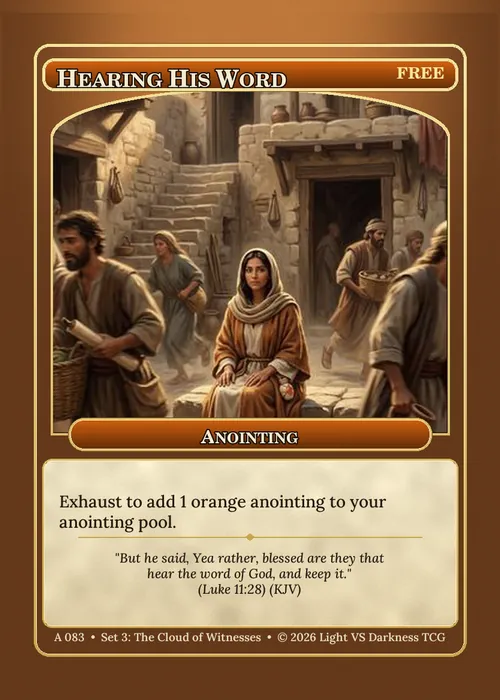 Hearing His Word
FREE
Anointing
Exhaust to add 1 orange anointing to your
anointing pool.
"But he said, Yea rather, blessed are they that
hear the word of God, and keep it."
(Luke 11:28) (KJV)
A 083 • Set 3: The Cloud of Witnesses • © 2026 Light VS Darkness TCG